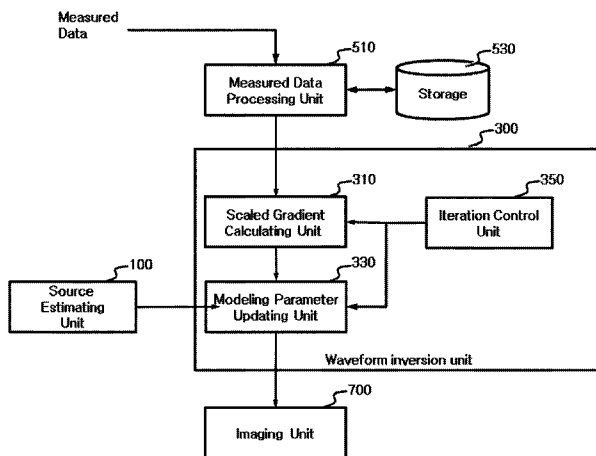 Measured
Data
510
530
Measured Data
Processing Unit
Storage
300
310
350
Scaled Gradient
Calculating Unit
Iteration Control
Unit
100
330
Source
Estimating
Unit
Modeling Parameter
Updating Unit
Waveform inversion unit
700
Imaging Unit